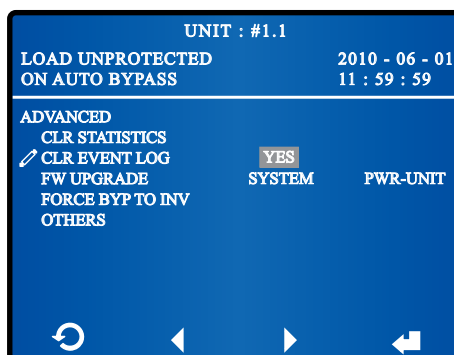 UNIT : #1.1
LOAD UNPROTECTED 2010 - 06 - 01
ON AUTO BYPASS 11 : 59 : 59
ADVANCED
CLR STATISTICS
CLR EVENT LOG YES
FW UPGRADE SYSTEM PWR-UNIT
FORCE BYP TO INV
OTHERS